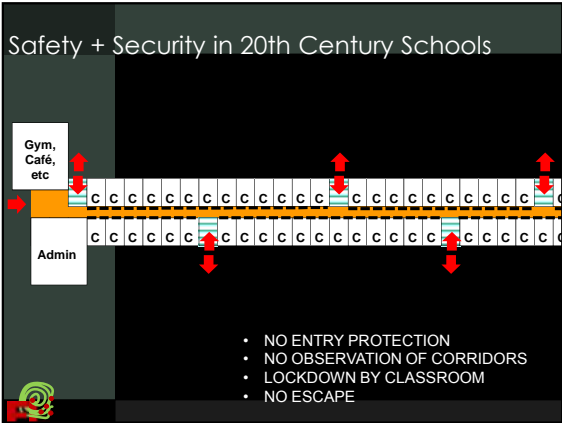 Safety + Security in 20th Century Schools
Gym,
Café,
etc
C C C C C C C C C C C C C C C C C C C C C C C C
C C C C C C C C C C C C C C C C C C C C C C C C
Admin
• NO ENTRY PROTECTION
• NO OBSERVATION OF CORRIDORS
• LOCKDOWN BY CLASSROOM
• NO ESCAPE